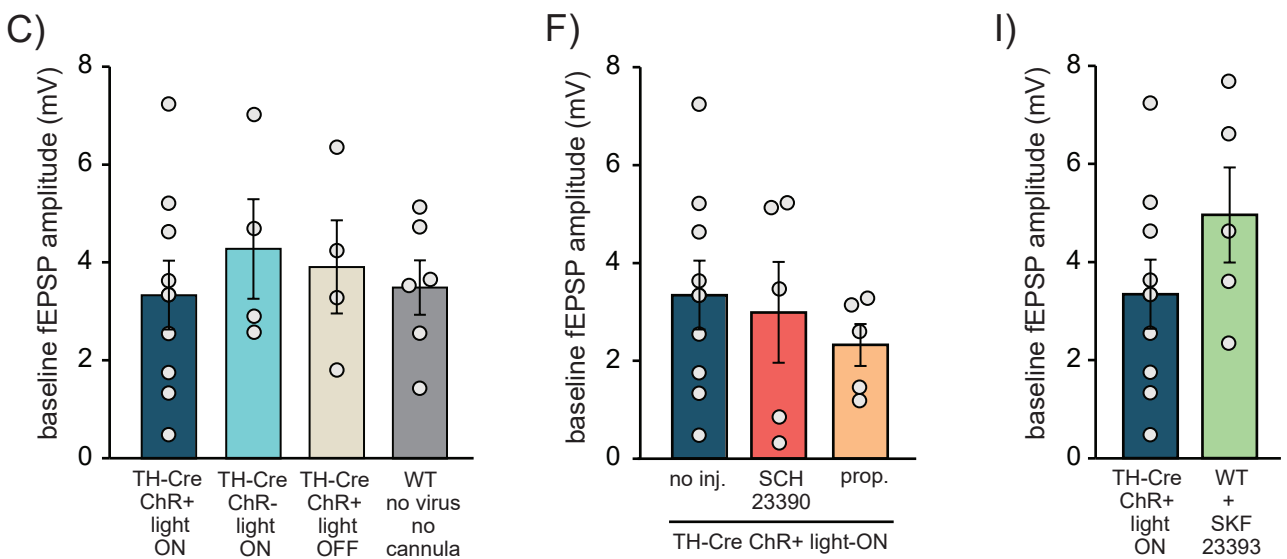 C)
baseline fEPSP amplitude (mV)
8
6
4
2
0
TH-Cre
ChR+
light
ON
TH-Cre
ChR-
light
ON
TH-Cre
ChR+
light
OFF
WT
no virus
no
cannula
F)
baseline fEPSP amplitude (mV)
8
6
4
2
0
no inj.
SCH
23390
prop.
TH-Cre ChR+ light-ON
I)
baseline fEPSP amplitude (mV)
8
6
4
2
0
TH-Cre
ChR+
light
ON
WT
+
SKF
23393